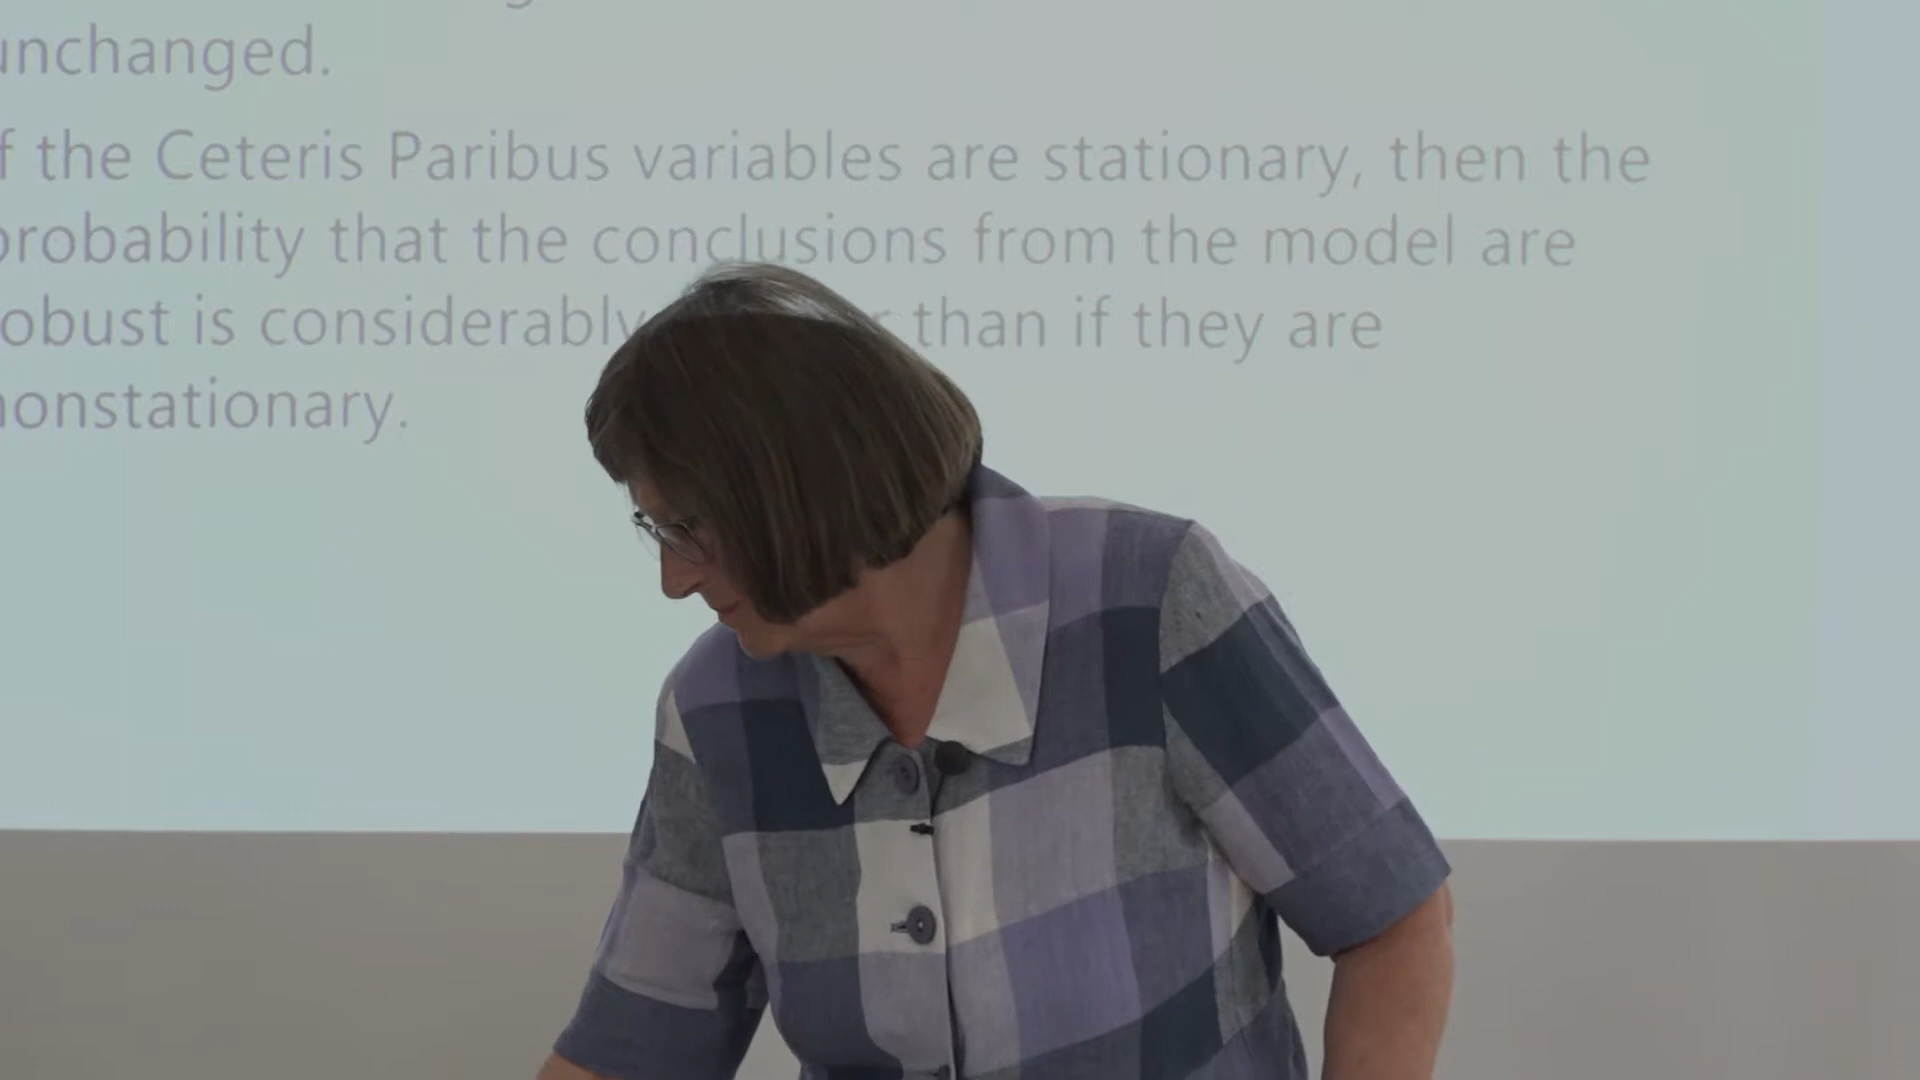 unchanged.
f the Ceteris Paribus variables are stationary, then the
probability that the conclusions from the model are
obust is considerably than if they are
nonstationary.